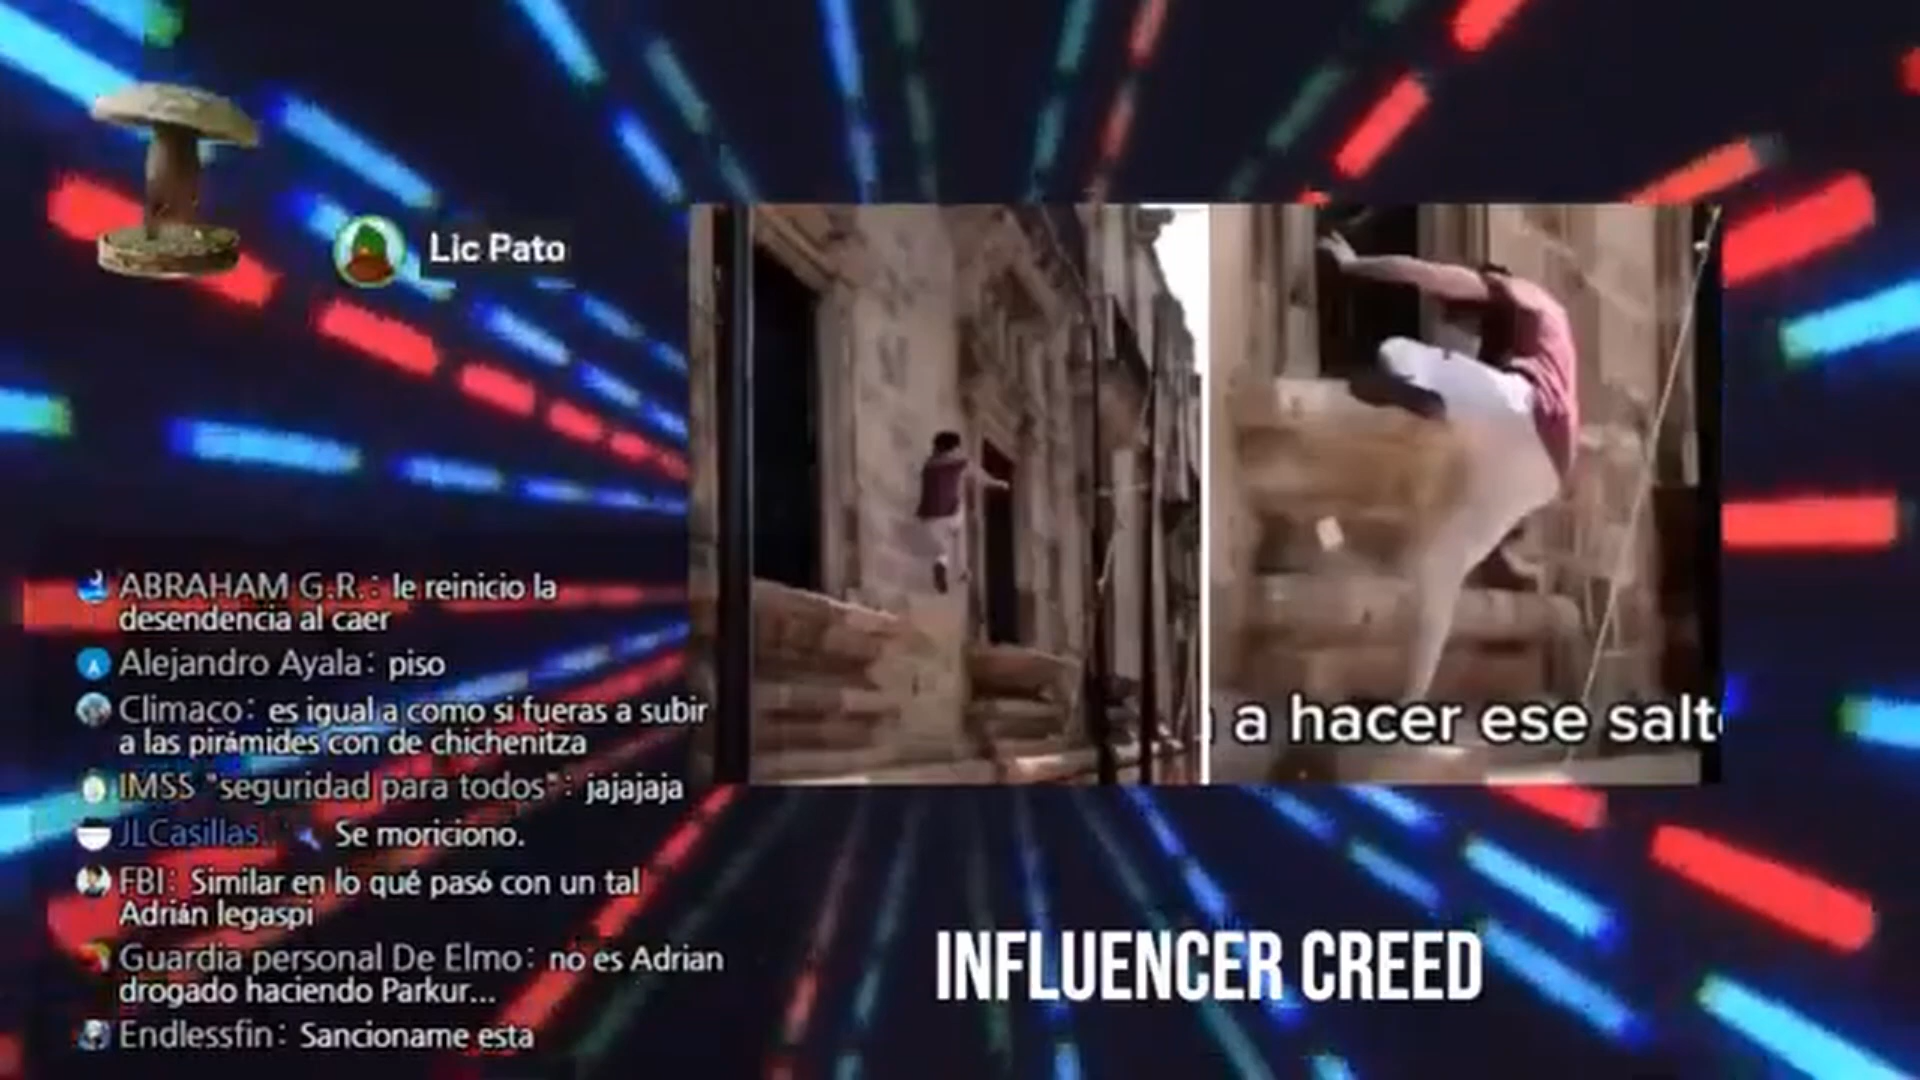 Lic Pato
a hacer ese salto
ABRAHAM G.R.: le reinicio la
desendencia al caer
Alejandro Ayala: piso
Climaco: es igual a como si fueras a subir
a las pirámides con de chichenitza
IMSS "seguridad para todos": jajajaja
JLCasillas. Se moriciono.
FBI: Similar en lo qué pasó con un tal
Adrián legaspi
Guardia personal De Elmo: no es Adrian
drogado haciendo Parkur...
Endlessfin: Sancioname esta
INFLUENCER CREED